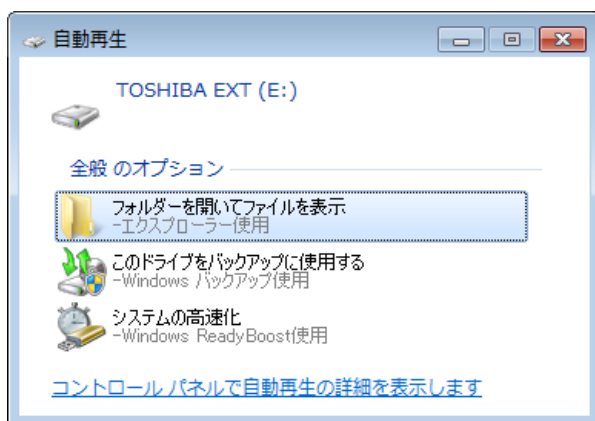 自動再生
TOSHIBA EXT (E:)
全般 のオプション
フォルダーを開いてファイルを表示
-エクスプローラー使用
このドライブをバックアップに使用する
-Windows バックアップ使用
システムの高速化
-Windows ReadyBoost使用
コントロール パネルで自動再生の詳細を表示します